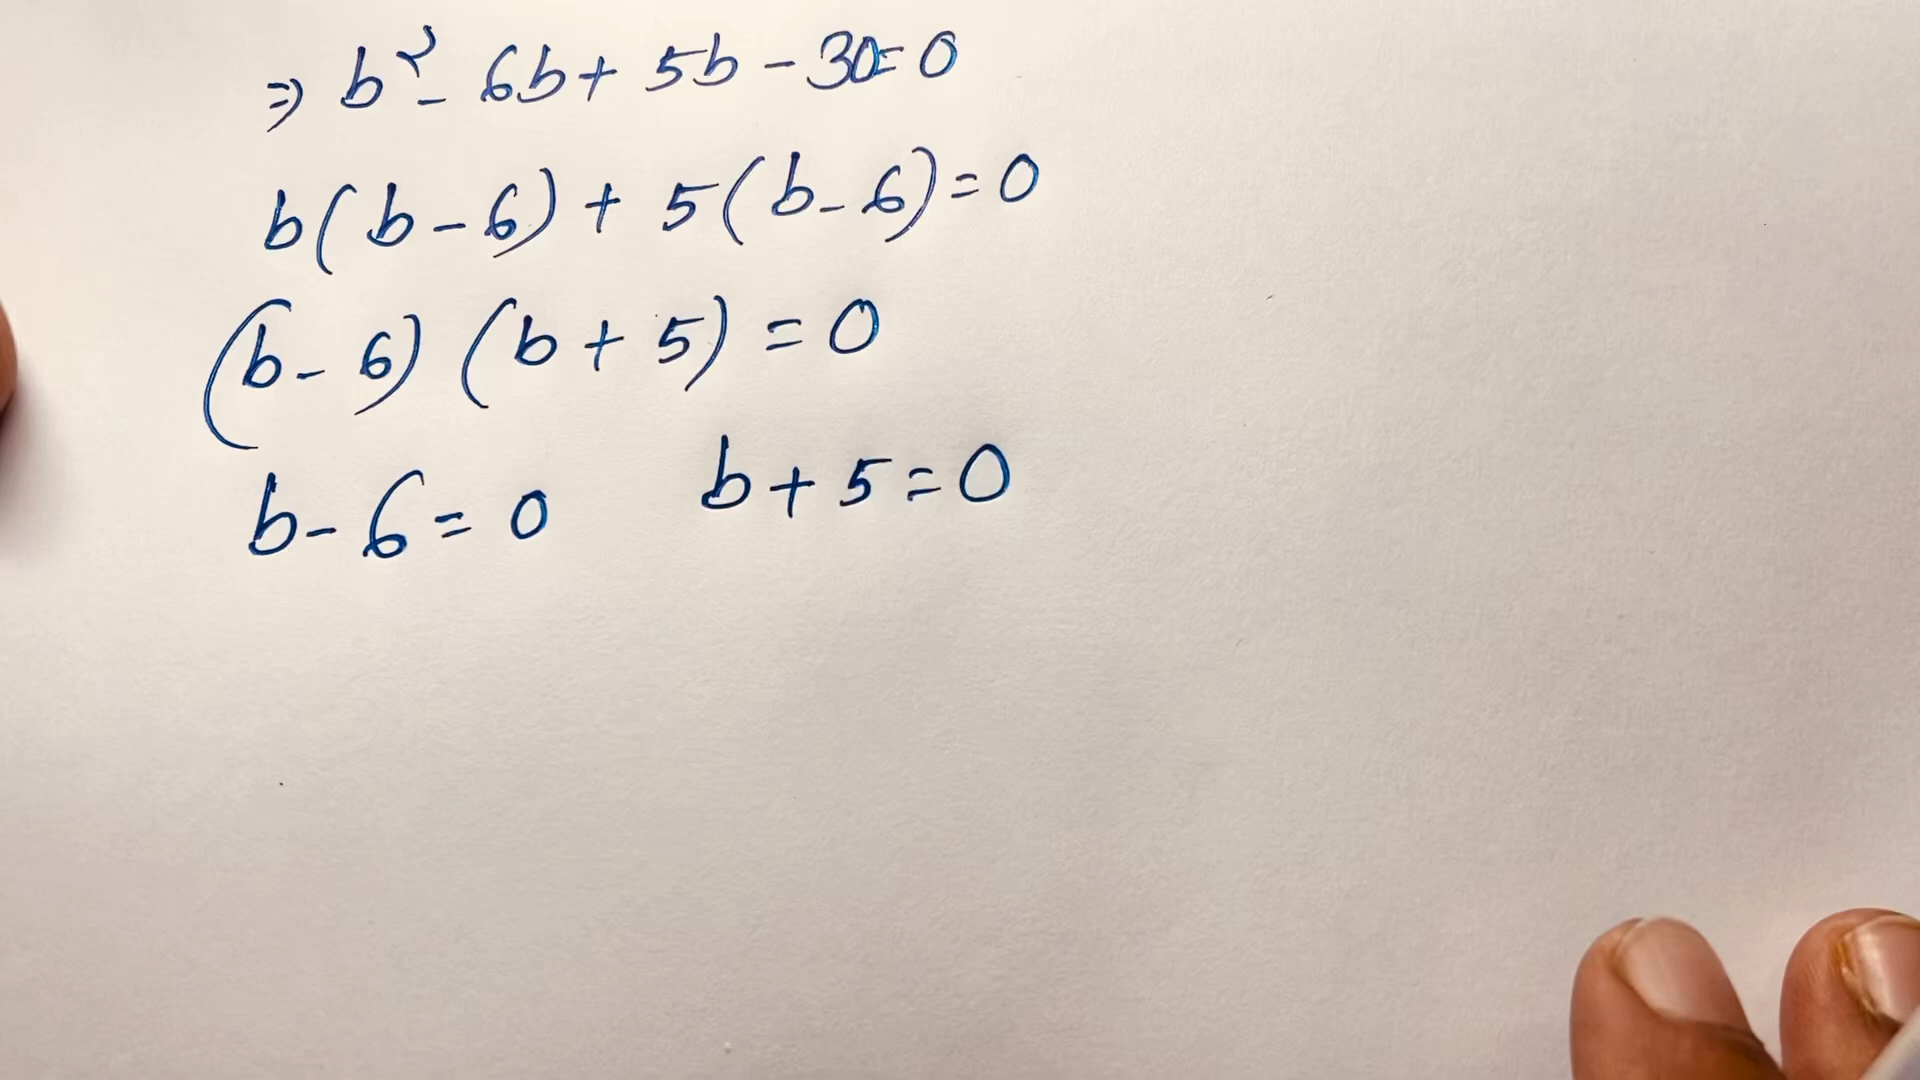 ⇒ b² - 6b + 5b - 30 = 0
b(b - 6) + 5(b - 6) = 0
(b - 6) (b + 5) = 0
b - 6 = 0 b + 5 = 0